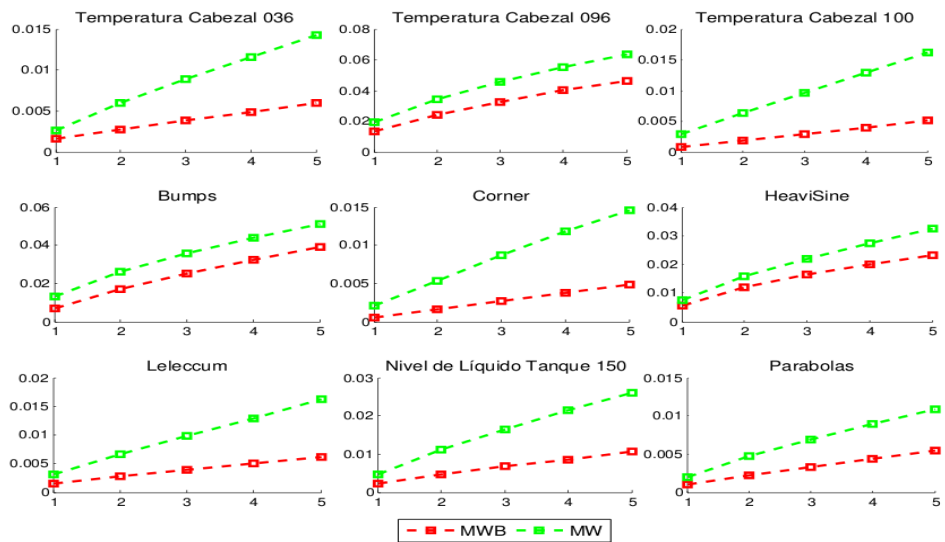 Temperatura Cabezal 036
0.015
0.01
0.005
0
1 2 3 4 5
Temperatura Cabezal 096
0.08
0.06
0.04
0.02
0
1 2 3 4 5
Temperatura Cabezal 100
0.02
0.015
0.01
0.005
0
1 2 3 4 5
Bumps
0.06
0.04
0.02
0
1 2 3 4 5
Corner
0.015
0.01
0.005
0
1 2 3 4 5
HeaviSine
0.04
0.03
0.02
0.01
0
1 2 3 4 5
Leleccum
0.02
0.015
0.01
0.005
0
1 2 3 4 5
Nivel de Líquido Tanque 150
0.03
0.02
0.01
0
1 2 3 4 5
Parabolas
0.015
0.01
0.005
0
1 2 3 4 5
MWB MW